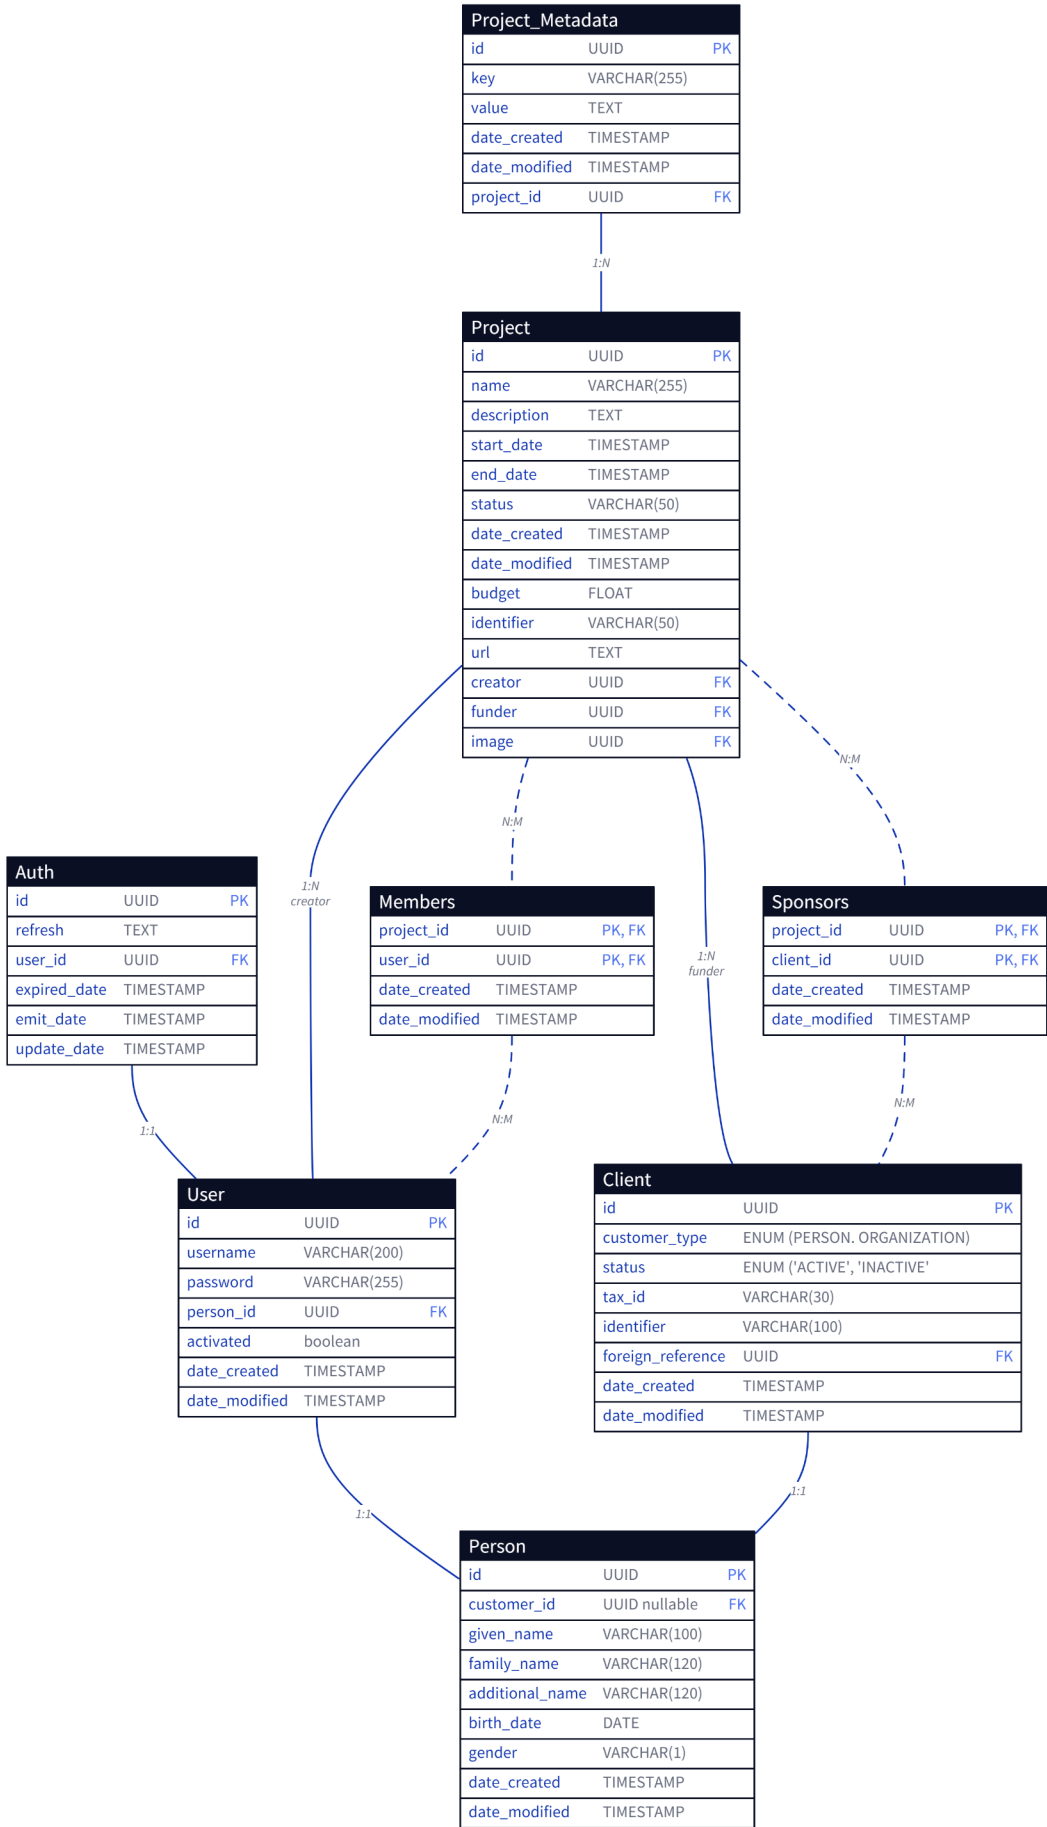 Project_Metadata
id UUID PK
key VARCHAR(255)
value TEXT
date_created TIMESTAMP
date_modified TIMESTAMP
project_id UUID FK
1:N
Project
id UUID PK
name VARCHAR(255)
description TEXT
start_date TIMESTAMP
end_date TIMESTAMP
status VARCHAR(50)
date_created TIMESTAMP
date_modified TIMESTAMP
budget FLOAT
identifier VARCHAR(50)
url TEXT
creator UUID FK
funder UUID FK
image UUID FK
N:M
N:M
1:N
creator
1:N
funder
Auth
id UUID PK
refresh TEXT
user_id UUID FK
expired_date TIMESTAMP
emit_date TIMESTAMP
update_date TIMESTAMP
Members
project_id UUID PK, FK
user_id UUID PK, FK
date_created TIMESTAMP
date_modified TIMESTAMP
Sponsors
project_id UUID PK, FK
client_id UUID PK, FK
date_created TIMESTAMP
date_modified TIMESTAMP
1:1
N:M
N:M
User
id UUID PK
username VARCHAR(200)
password VARCHAR(255)
person_id UUID FK
activated boolean
date_created TIMESTAMP
date_modified TIMESTAMP
Client
id UUID PK
customer_type ENUM (PERSON. ORGANIZATION)
status ENUM ('ACTIVE', 'INACTIVE'
tax_id VARCHAR(30)
identifier VARCHAR(100)
foreign_reference UUID FK
date_created TIMESTAMP
date_modified TIMESTAMP
1:1
1:1
Person
id UUID PK
customer_id UUID nullable FK
given_name VARCHAR(100)
family_name VARCHAR(120)
additional_name VARCHAR(120)
birth_date DATE
gender VARCHAR(1)
date_created TIMESTAMP
date_modified TIMESTAMP